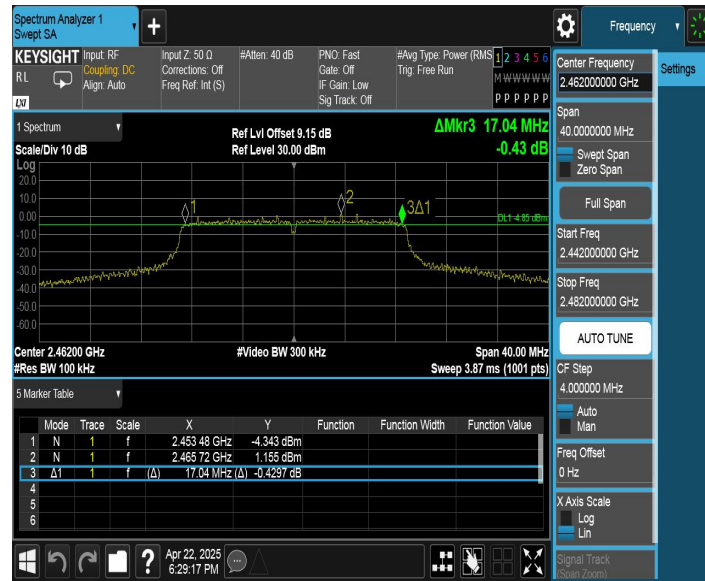 Spectrum Analyzer 1
Swept SA
+
Frequency
KEYSIGHT
RL
LXI
Input: RF
Coupling: DC
Align: Auto
Input Z: 50 Ω
Corrections: Off
Freq Ref: Int (S)
#Atten: 40 dB
PNO: Fast
Gate: Off
IF Gain: Low
Sig Track: Off
#Avg Type: Power (RMS
Trig: Free Run
1 2 3 4 5 6
M W W W W W
P P P P P P
Center Frequency
2.462000000 GHz
Settings
Span
40.0000000 MHz
Swept Span
Zero Span
Full Span
Start Freq
2.442000000 GHz
Stop Freq
2.482000000 GHz
AUTO TUNE
CF Step
4.000000 MHz
Auto
Man
Freq Offset
0 Hz
X Axis Scale
Log
Lin
Signal Track
(Span Zoom)
1 Spectrum
Scale/Div 10 dB
Ref Lvl Offset 9.15 dB
Ref Level 30.00 dBm
ΔMkr3 17.04 MHz
-0.43 dB
Log
20.0
10.0
0.00
-10.0
-20.0
-30.0
-40.0
-50.0
-60.0
1
2
3Δ1
DL1 -4.85 dBm
Center 2.46200 GHz
#Video BW 300 kHz
Span 40.00 MHz
#Res BW 100 kHz
Sweep 3.87 ms (1001 pts)
5 Marker Table
Mode Trace Scale X Y Function Function Width Function Value
1 N 1 f 2.453 48 GHz -4.343 dBm
2 N 1 f 2.465 72 GHz 1.155 dBm
3 Δ1 1 f (Δ) 17.04 MHz (Δ) -0.4297 dB
4
5
6
?
Apr 22, 2025
6:29:17 PM